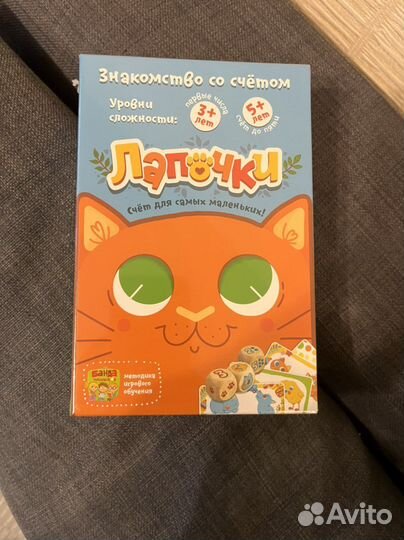 Знакомство со счётом
Уровни
сложности:
первые числа
3+
лет
5+
лет
счёт до пяти
Лапочки
Счёт для самых маленьких!
БАНДА
методика
игрового
обучения
Avito